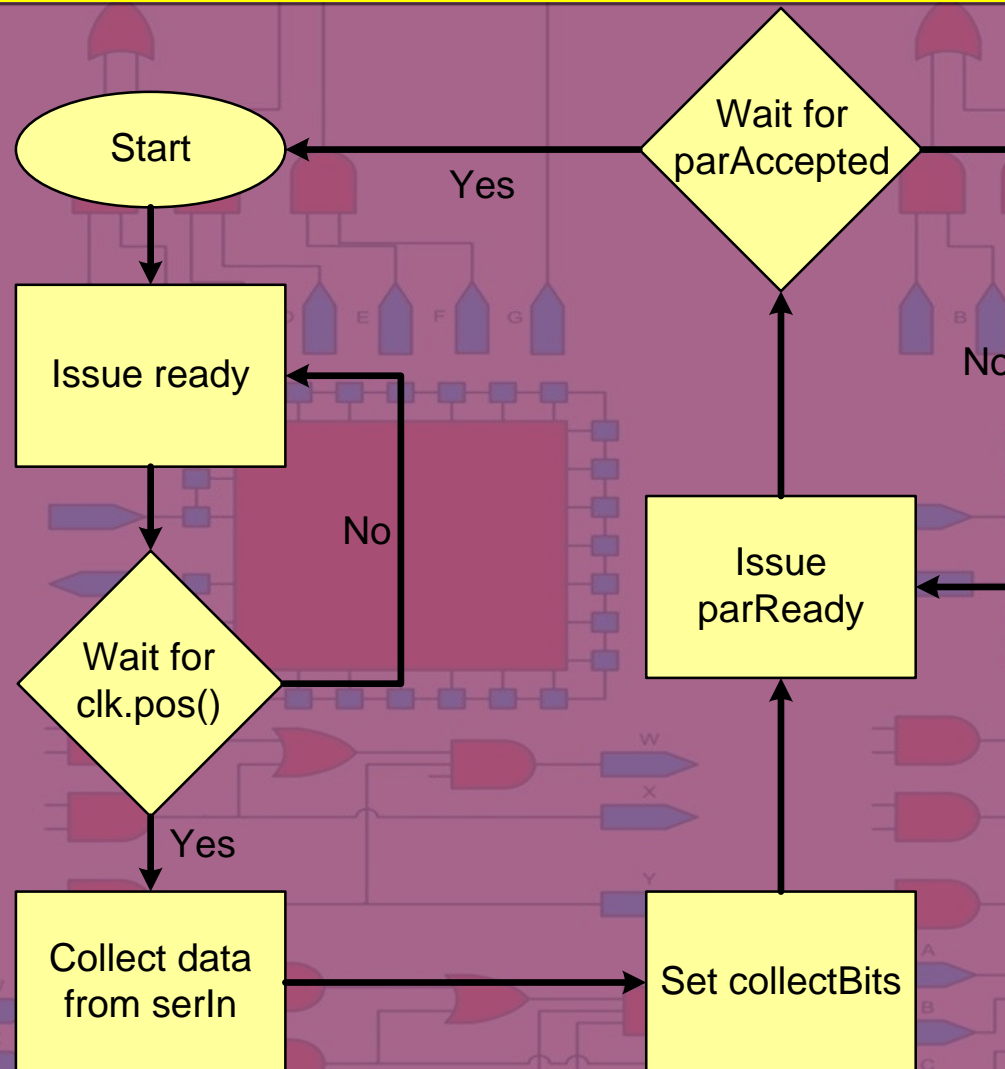 Start
Wait for
parAccepted
Yes
D
E
F
G
B
Issue ready
No
No
Issue
parReady
Wait for
clk.pos()
W
X
Yes
Y
Collect data
from serIn
Set collectBits
A
B